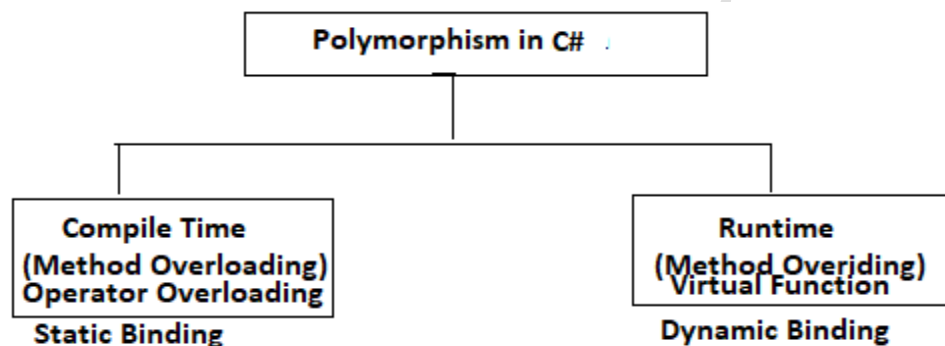 Polymorphism in C#
Compile Time
(Method Overloading)
Operator Overloading
Static Binding
Runtime
(Method Overiding)
Virtual Function
Dynamic Binding